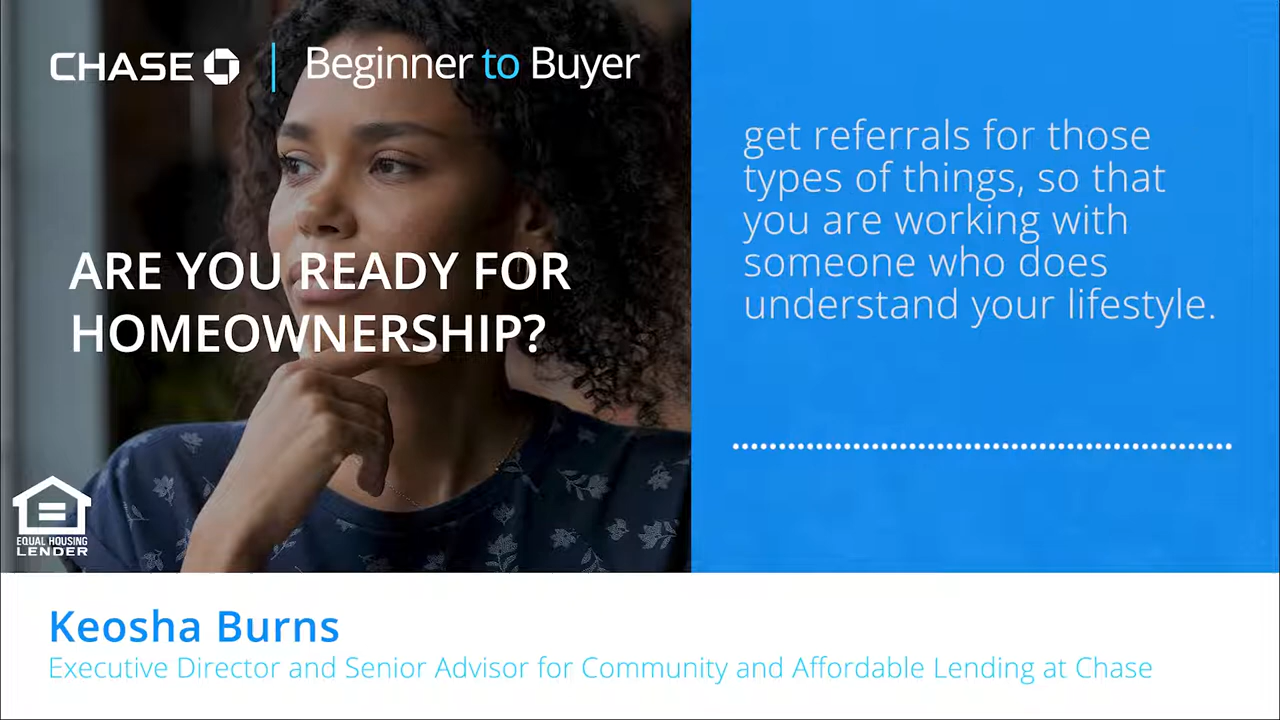 CHASE | Beginner to Buyer
ARE YOU READY FOR
HOMEOWNERSHIP?
EQUAL HOUSING
LENDER
get referrals for those
types of things, so that
you are working with
someone who does
understand your lifestyle.
Keosha Burns
Executive Director and Senior Advisor for Community and Affordable Lending at Chase